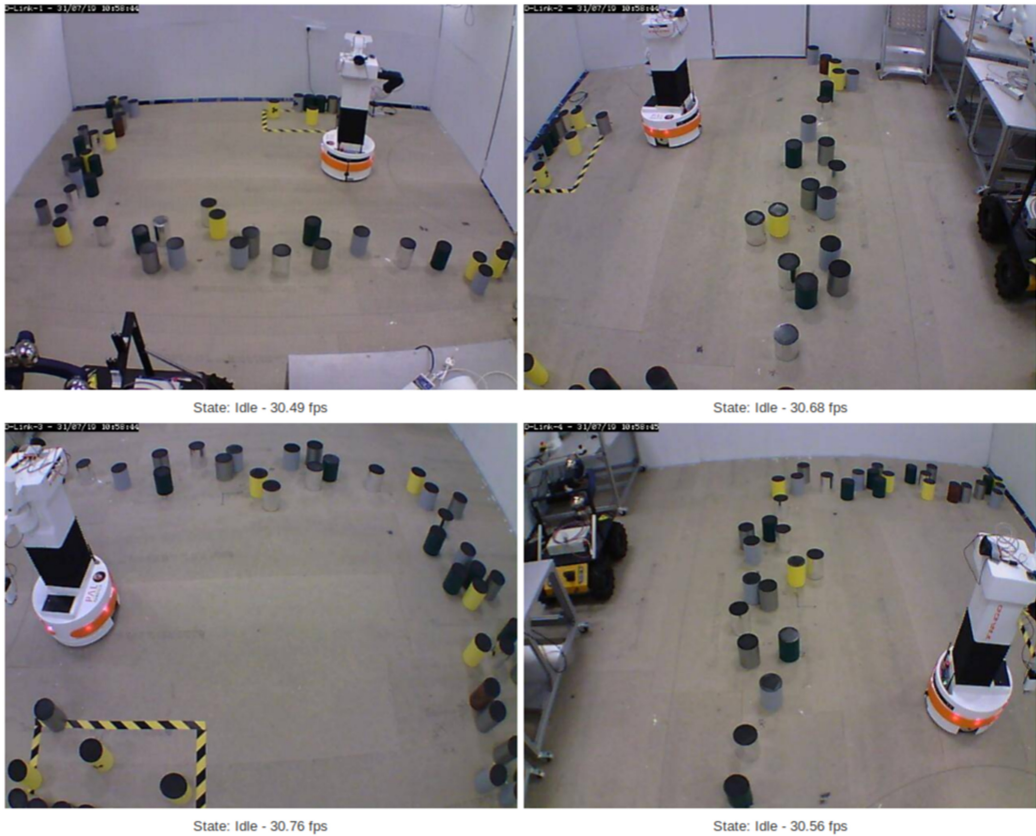 D-Link-1 - 31/07/19 10:58:44
D-Link-2 - 31/07/19 10:58:44
State: Idle - 30.49 fps
State: Idle - 30.68 fps
D-Link-3 - 31/07/19 10:58:44
D-Link-4 - 31/07/19 10:58:45
PAL
TIAGO
State: Idle - 30.76 fps
State: Idle - 30.56 fps